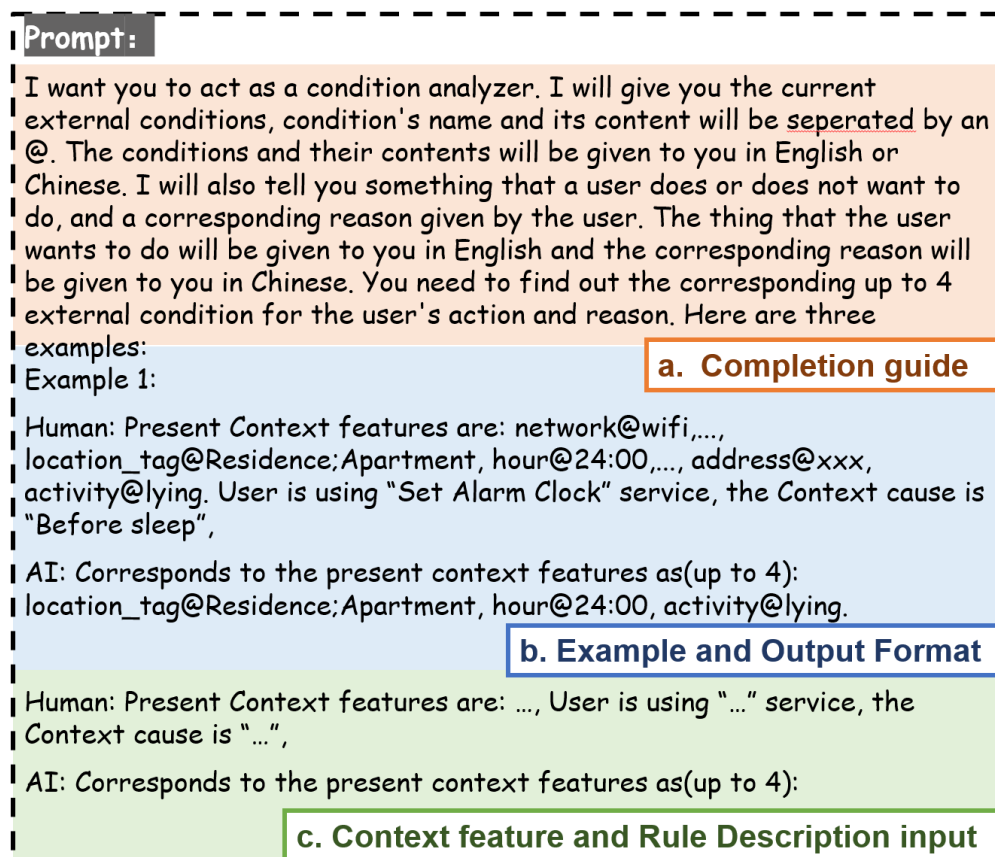 Prompt:
I want you to act as a condition analyzer. I will give you the current
external conditions, condition's name and its content will be seperated by an
@. The conditions and their contents will be given to you in English or
Chinese. I will also tell you something that a user does or does not want to
do, and a corresponding reason given by the user. The thing that the user
wants to do will be given to you in English and the corresponding reason will
be given to you in Chinese. You need to find out the corresponding up to 4
external condition for the user's action and reason. Here are three
examples:
a. Completion guide
Example 1:
Human: Present Context features are: network@wifi,...,
location_tag@Residence;Apartment, hour@24:00,..., address@xxx,
activity@lying. User is using “Set Alarm Clock” service, the Context cause is
“Before sleep”,
AI: Corresponds to the present context features as(up to 4):
location_tag@Residence;Apartment, hour@24:00, activity@lying.
b. Example and Output Format
Human: Present Context features are: …, User is using “…” service, the
Context cause is “…”,
AI: Corresponds to the present context features as(up to 4):
c. Context feature and Rule Description input